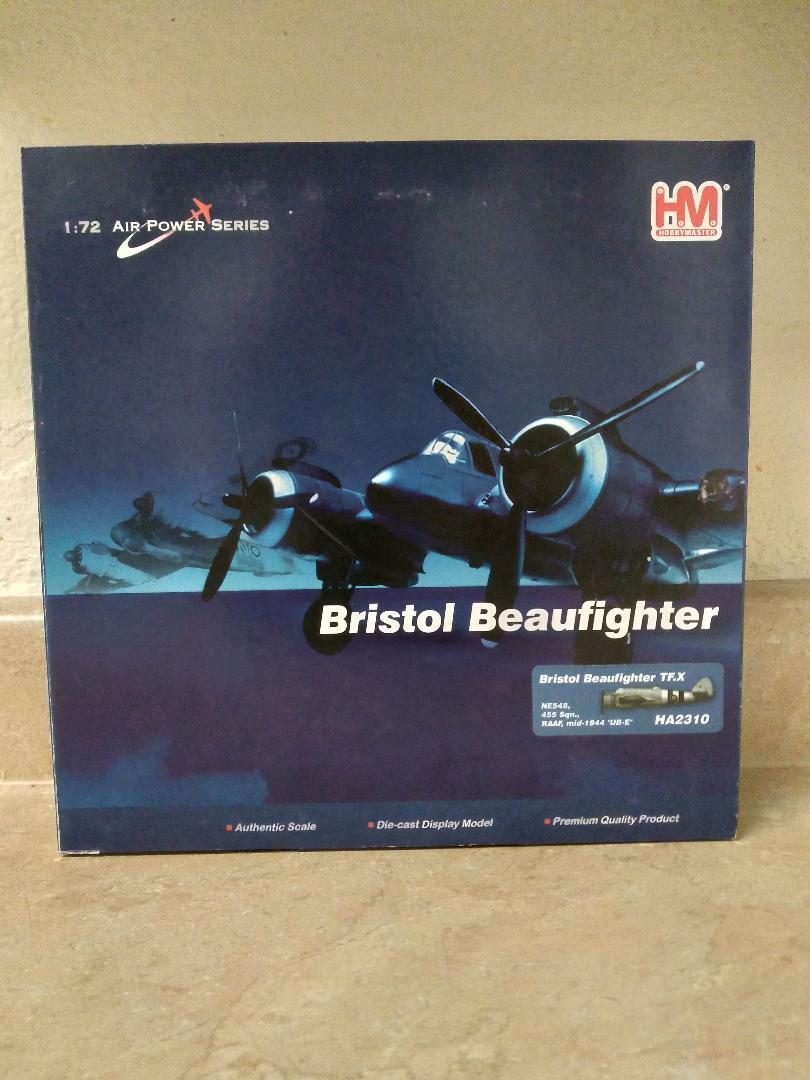 1:72 AIR POWER SERIES
HM®
HOBBYMASTER
Bristol Beaufighter
Bristol Beaufighter TF.X
NE548,
455 Sqn.,
RAAF, mid-1944 "UB-E"
HA2310
Authentic Scale
Die-cast Display Model
Premium Quality Product